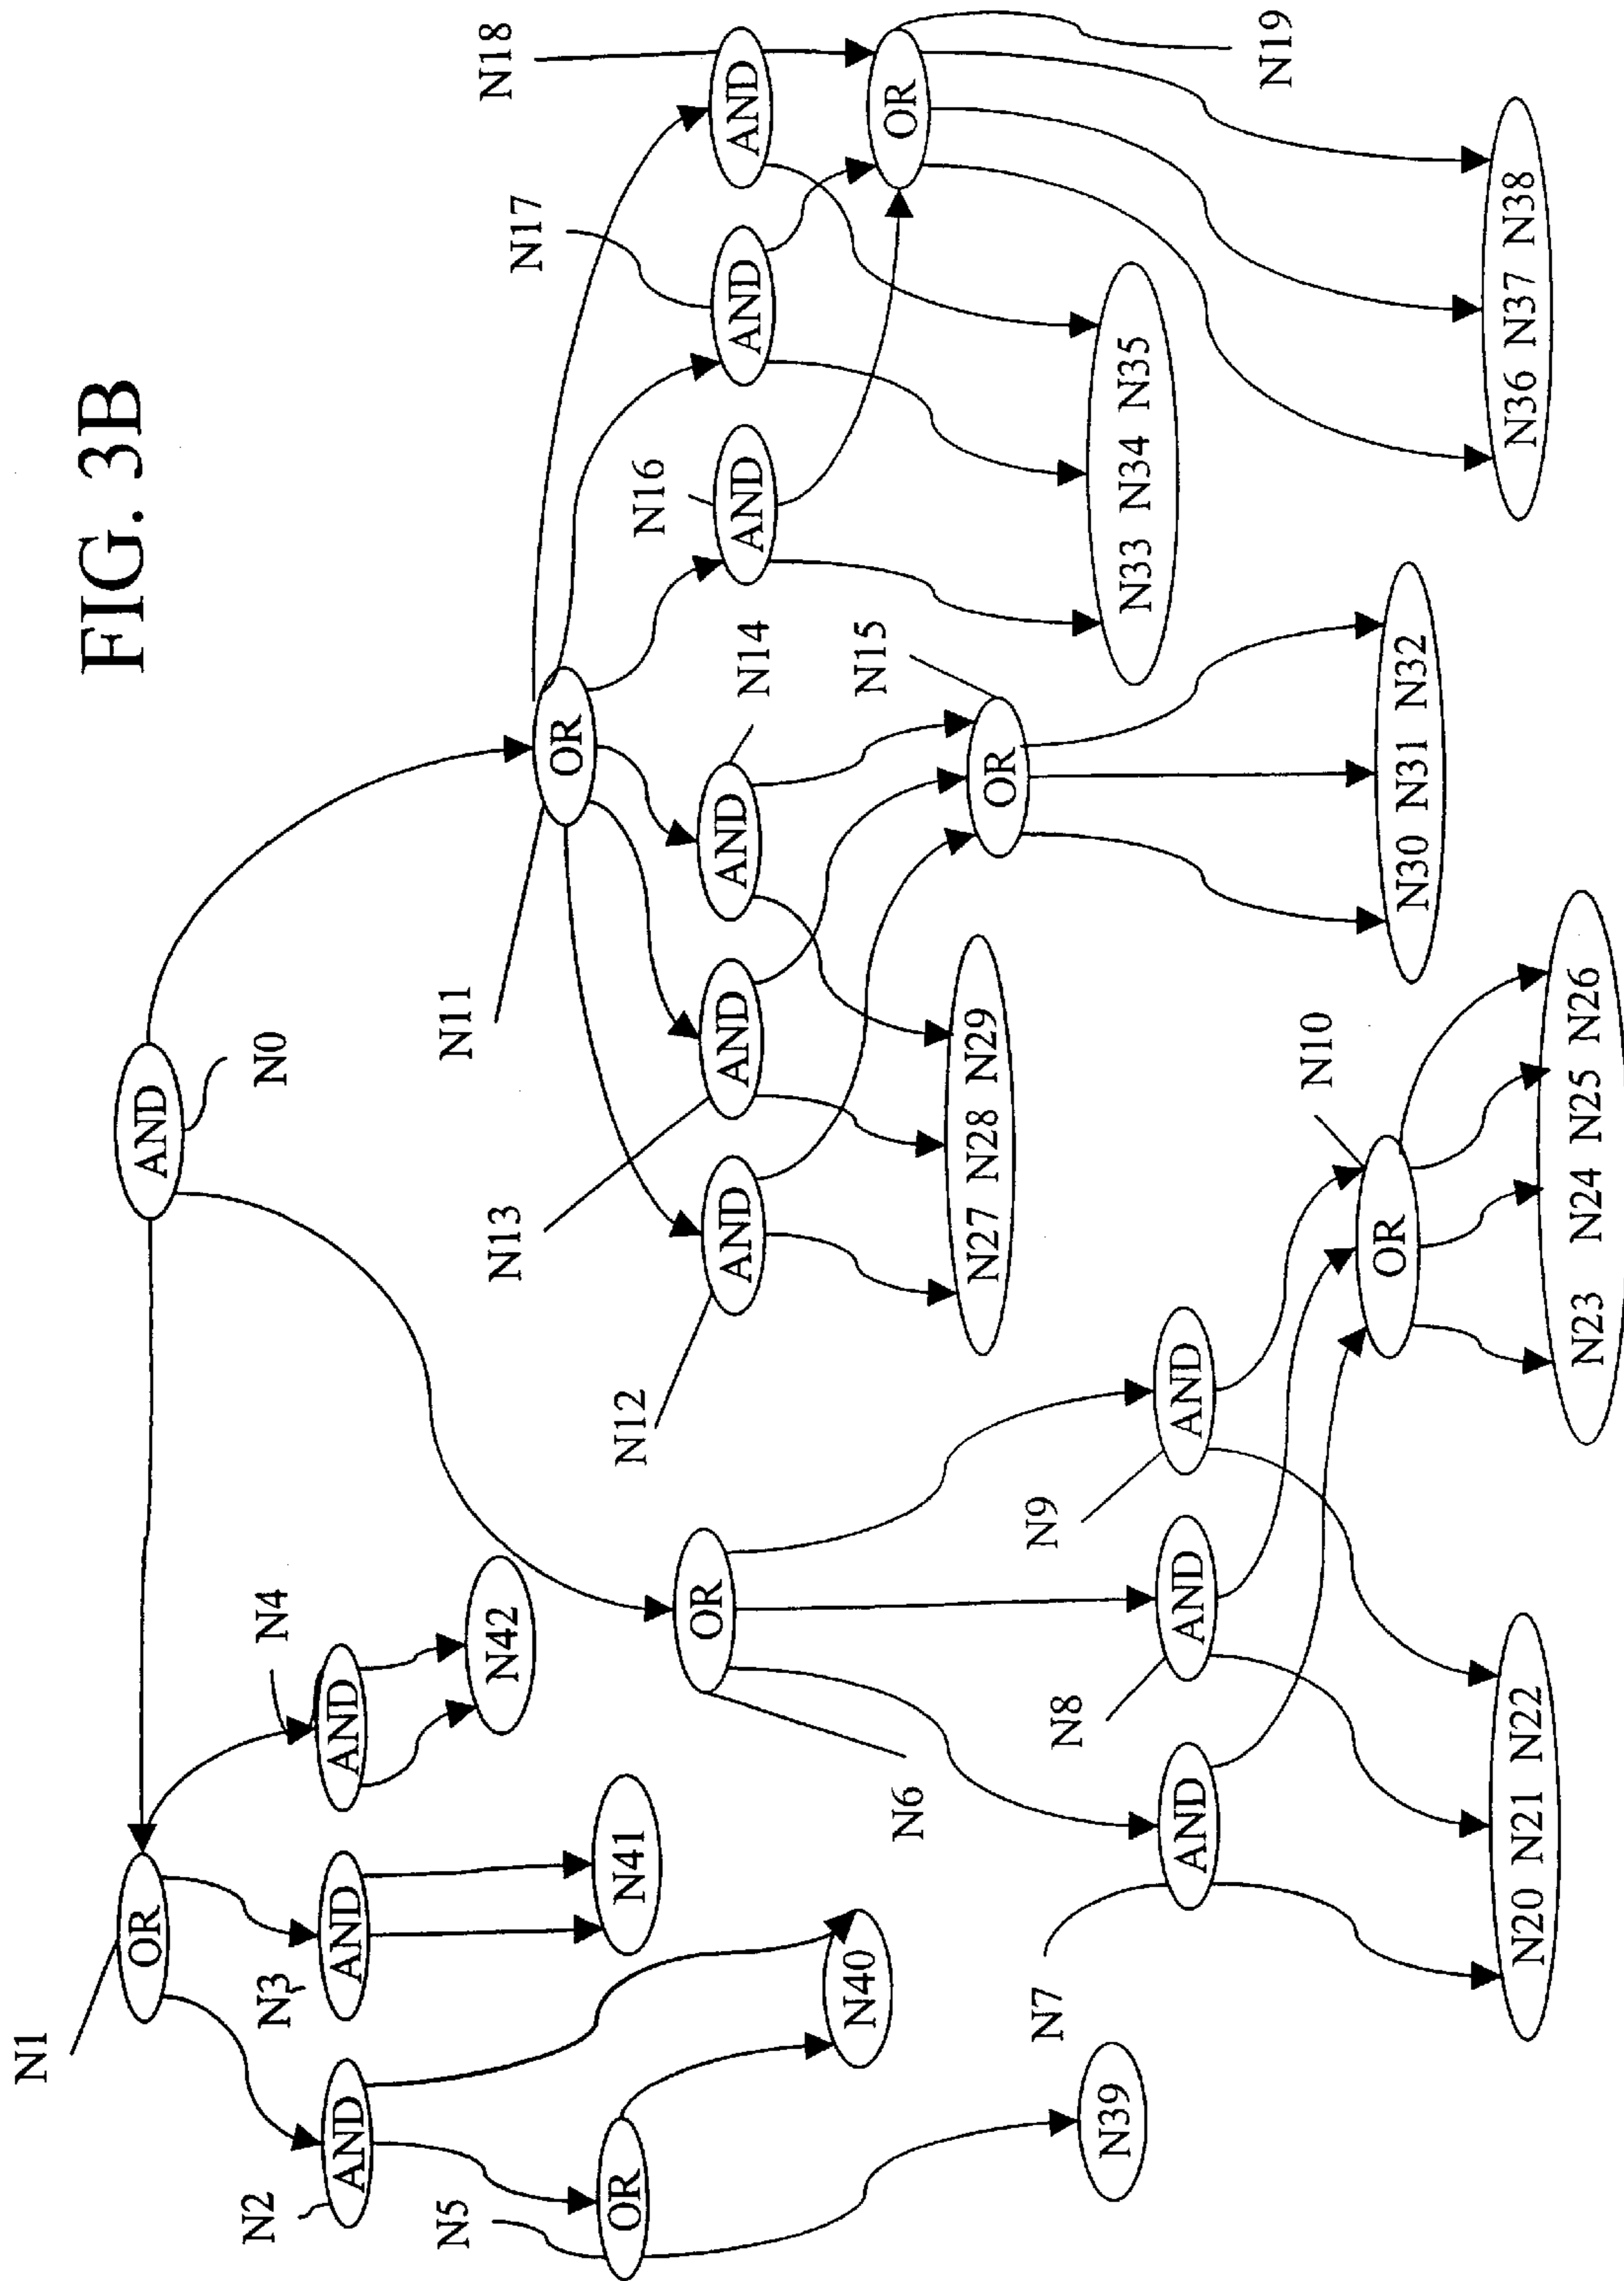 FIG. 3B
AND
N0
N1
OR
N2
AND
N3
AND
N4
AND
N5
OR
N42
N41
N40
N39
N6
OR
N7
AND
N8
AND
N9
AND
N10
OR
N20 N21 N22
N23 N24 N25 N26
N11
OR
N12
AND
N13
AND
N14
AND
N15
OR
N27 N28 N29
N30 N31 N32
N16
AND
N17
AND
N18
AND
OR
N19
N33 N34 N35
N36 N37 N38